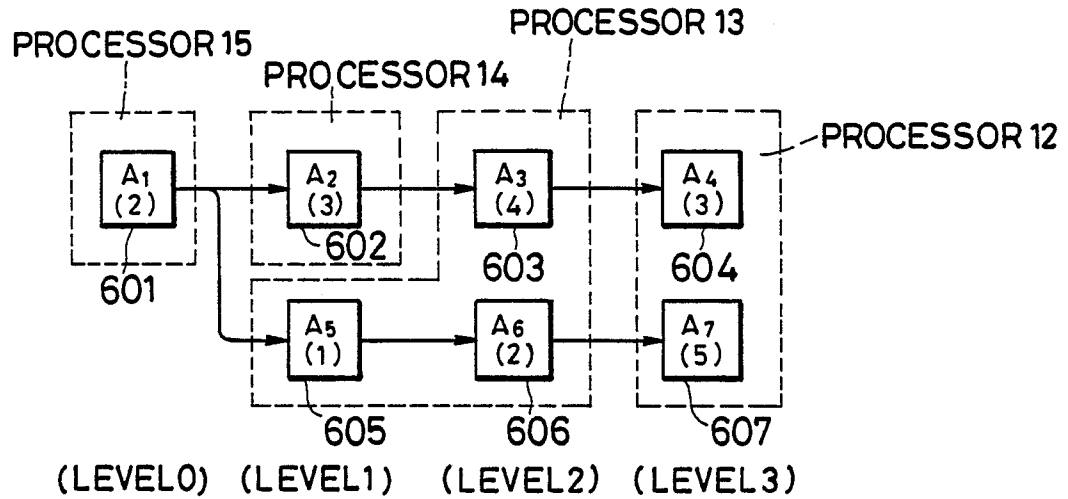 PROCESSOR 13
PROCESSOR 15
PROCESSOR 14
PROCESSOR 12
A1
(2)
A2
(3)
A3
(4)
A4
(3)
601
602
603
604
A5
(1)
A6
(2)
A7
(5)
605
606
607
(LEVEL0) (LEVEL1) (LEVEL2) (LEVEL3)